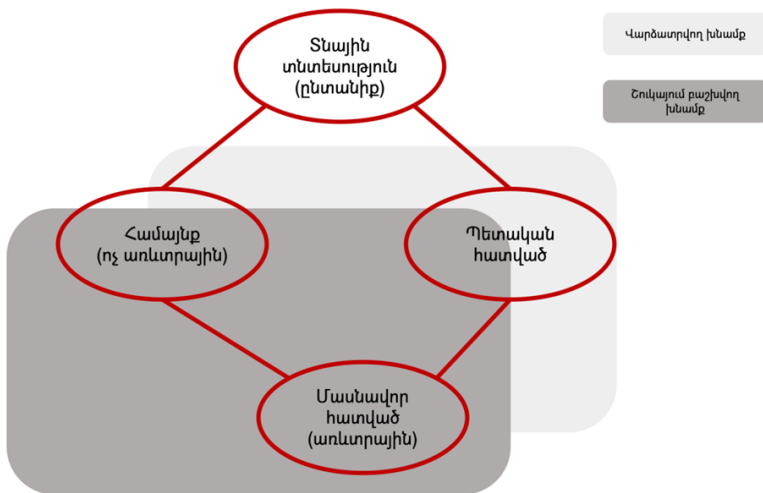 Տնային
տնտեսություն
(ընտանիք)
Վարձատրվող խնամք
Շուկայում բաշխվող
խնամք
Համայնք
(ոչ առևտրային)
Պետական
հատված
Մասնավոր
հատված
(առևտրային)